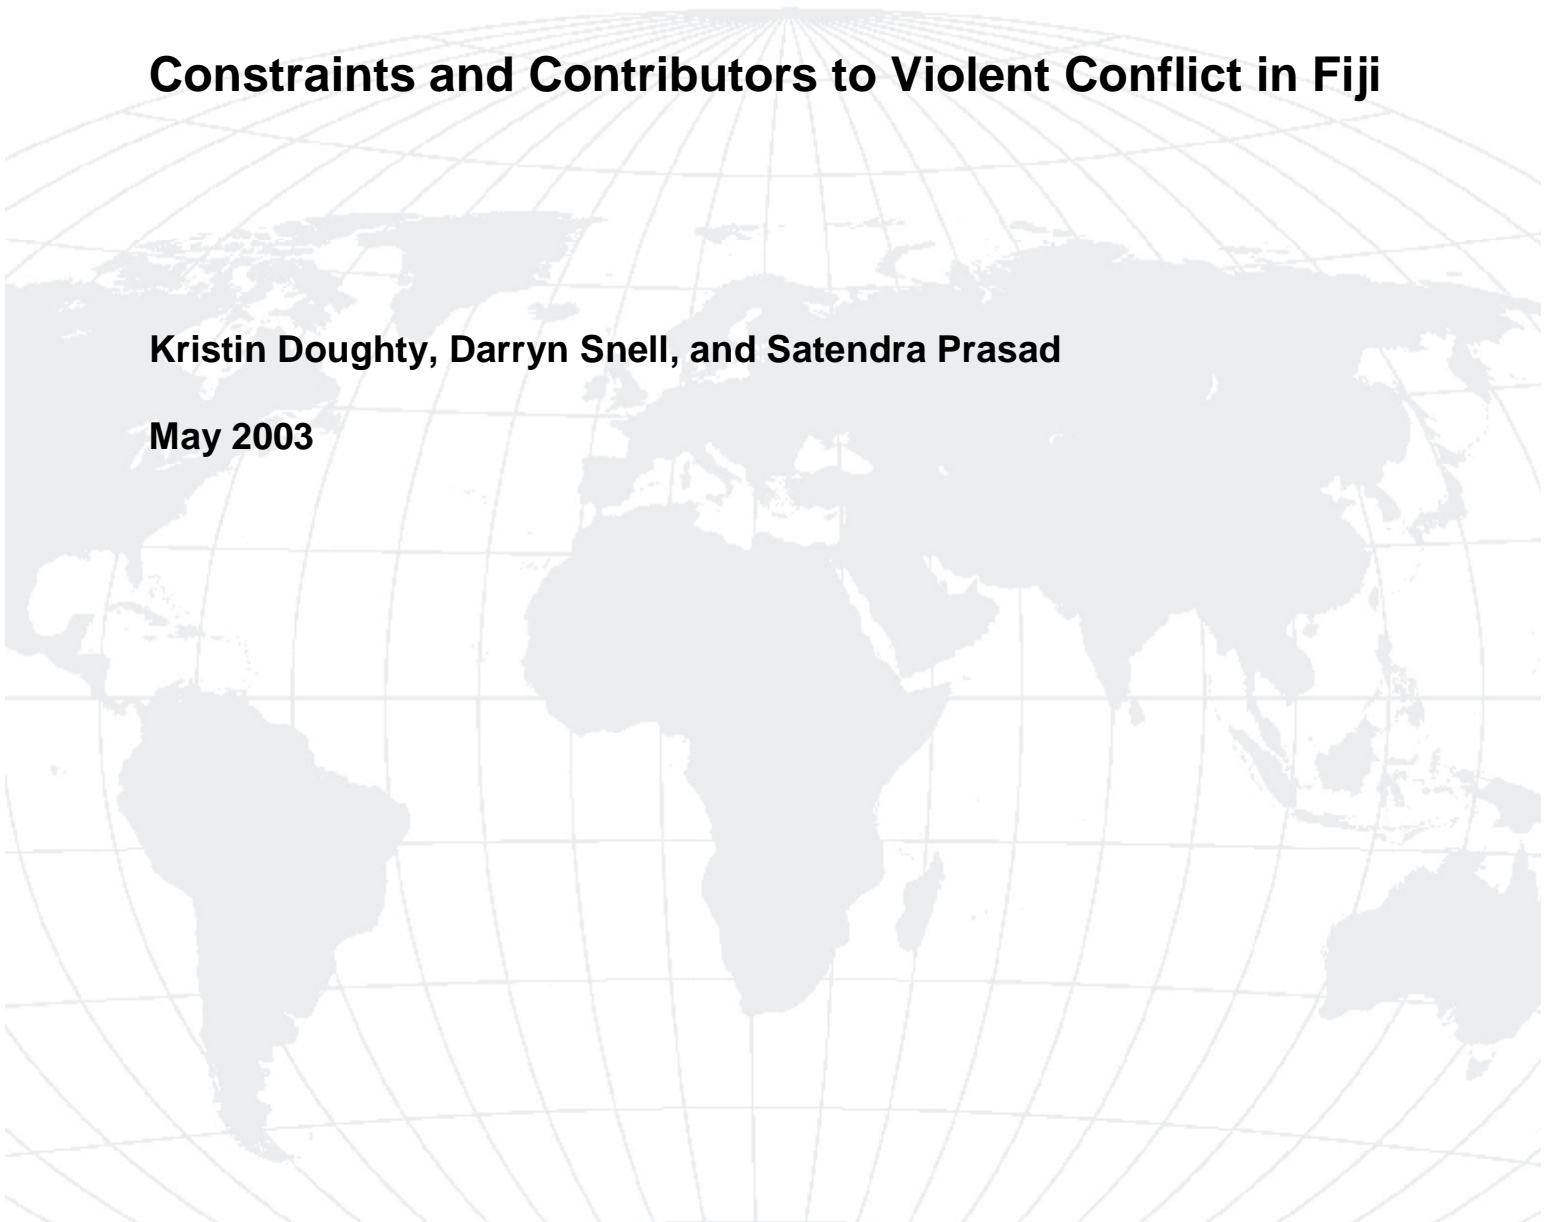 Constraints and Contributors to Violent Conflict in Fiji
Kristin Doughty, Darryn Snell, and Satendra Prasad
May 2003